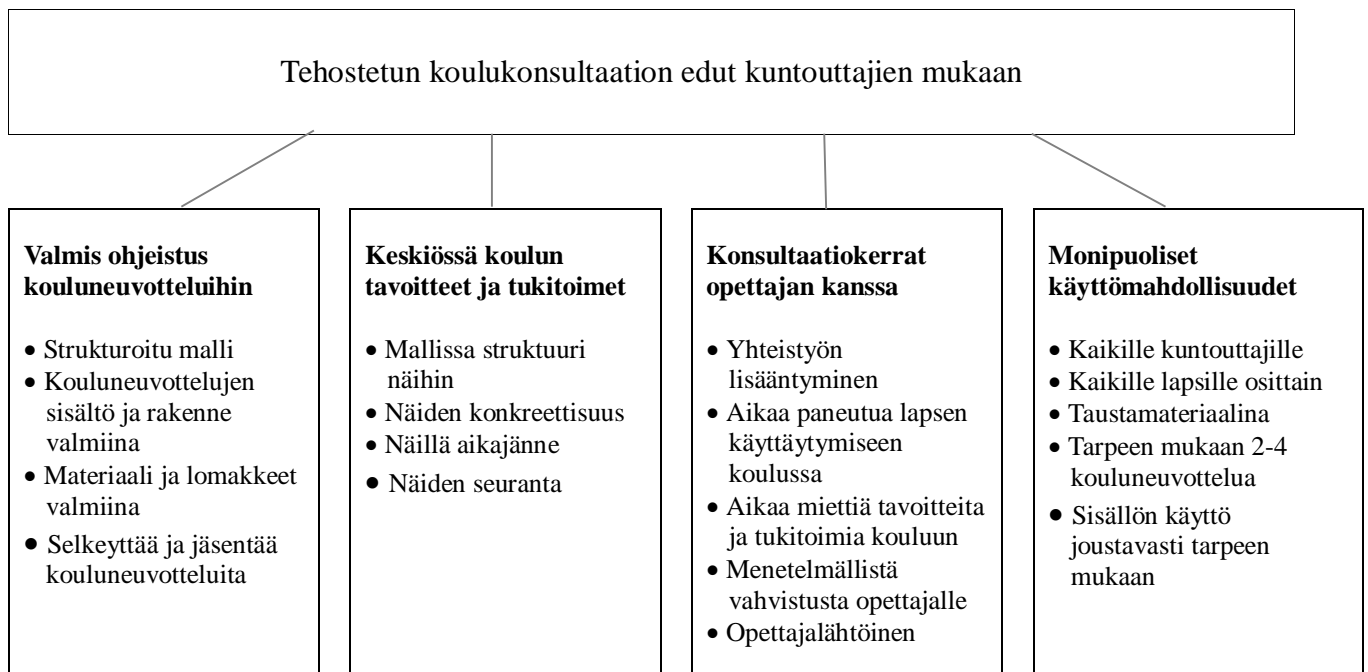 Tehostetun koulukonsultaation edut kuntouttajien mukaan
Valmis ohjeistus
kouluneuvotteluihin
• Strukturoitu malli
• Kouluneuvottelujen
sisältö ja rakenne
valmiina
• Materiaali ja lomakkeet
valmiina
• Selkeyttää ja jäsentää
kouluneuvotteluita
Keskiössä koulun
tavoitteet ja tukitoimet
• Mallissa struktuuri
näihin
• Näiden konkreettisuus
• Näillä aikajänne
• Näiden seuranta
Konsultaatiokerrat
opettajan kanssa
• Yhteistyön
lisääntyminen
• Aikaa paneutua lapsen
käyttäytymiseen
koulussa
• Aikaa miettiä tavoitteita
ja tukitoimia kouluun
• Menetelmällistä
vahvistusta opettajalle
• Opettajalähtöinen
Monipuoliset
käyttömahdollisuudet
• Kaikille kuntouttajille
• Kaikille lapsille osittain
• Taustamateriaalina
• Tarpeen mukaan 2-4
kouluneuvottelua
• Sisällön käyttö
joustavasti tarpeen
mukaan